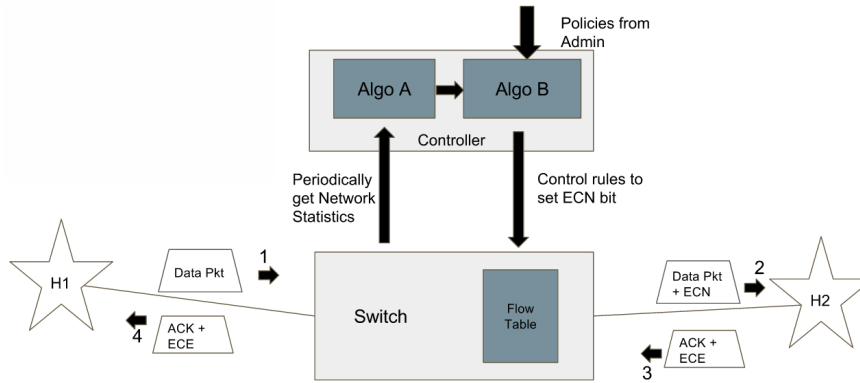 Policies from
Admin
Algo A
Algo B
Controller
Periodically
get Network
Statistics
Control rules to
set ECN bit
H1
Data Pkt
1
4
ACK +
ECE
Switch
Flow
Table
Data Pkt
+ ECN
2
H2
ACK +
ECE
3